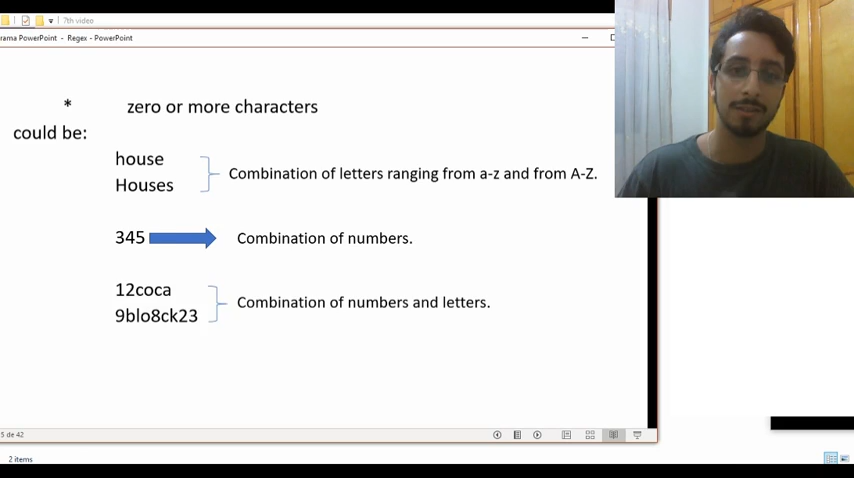 7th video
rama PowerPoint - Regex - PowerPoint
* zero or more characters
could be:
house
Houses
Combination of letters ranging from a-z and from A-Z.
345 Combination of numbers.
12coca
9blo8ck23
Combination of numbers and letters.
5 de 42
2 items